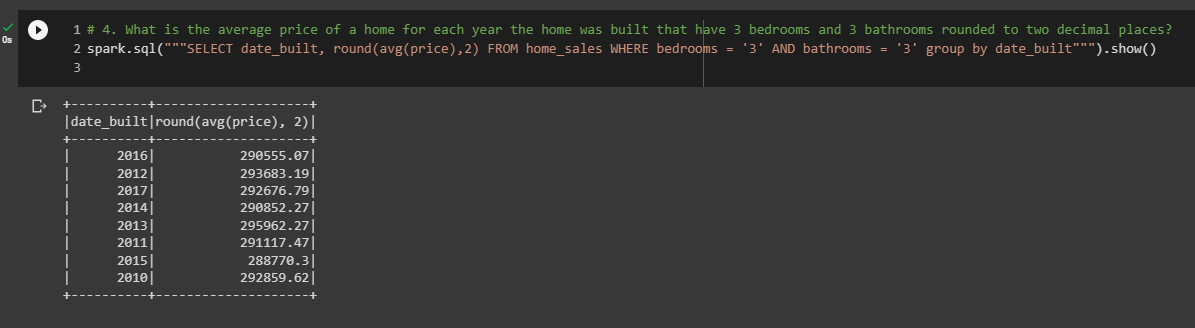 1 # 4. What is the average price of a home for each year the home was built that have 3 bedrooms and 3 bathrooms rounded to two decimal places?
0s
2 spark.sql("""SELECT date_built, round(avg(price),2) FROM home_sales WHERE bedrooms = '3' AND bathrooms = '3' group by date_built""").show()
3
+----------+--------------------+
|date_built|round(avg(price), 2)|
+----------+--------------------+
|      2016|           290555.07|
|      2012|           293683.19|
|      2017|           292676.79|
|      2014|           290852.27|
|      2013|           295962.27|
|      2011|           291117.47|
|      2015|            288770.3|
|      2010|           292859.62|
+----------+--------------------+